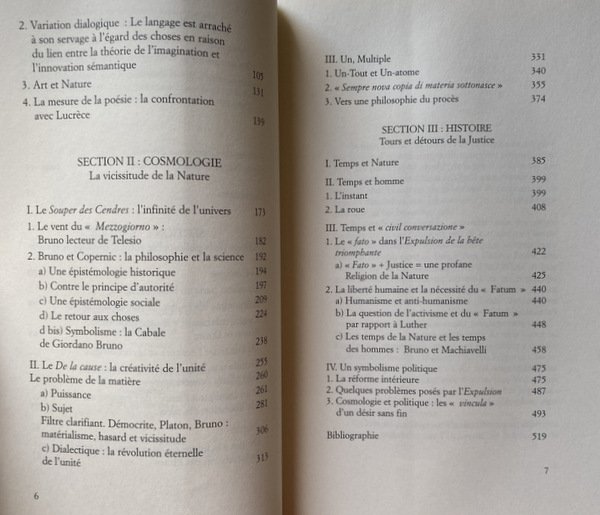 2. Variation dialogique : Le langage est arraché
à son servage à l'égard des choses en raison
du lien entre la théorie de l'imagination et
l'innovation sémantique 105
3. Art et Nature 131
4. La mesure de la poésie : la confrontation
avec Lucrèce 139
SECTION II : COSMOLOGIE
La vicissitude de la Nature
I. Le Souper des Cendres : l'infinité de l'univers 173
1. Le vent du « Mezzogiorno » :
Bruno lecteur de Telesio 182
2. Bruno et Copernic : la philosophie et la science 192
a) Une épistémologie historique 194
b) Contre le principe d'autorité 197
c) Une épistémologie sociale 209
d) Le retour aux choses 224
d bis) Symbolisme : la Cabale
de Giordano Bruno 238
II. Le De la cause : la créativité de l'unité 255
Le problème de la matière 260
a) Puissance 261
b) Sujet 281
Filtre clarifiant. Démocrite, Platon, Bruno :
matérialisme, hasard et vicissitude 306
c) Dialectique : la révolution éternelle
de l'unité 313
6
III. Un, Multiple 331
1. Un-Tout et Un-atome 340
2. « Sempre nova copia di materia sottonasce » 355
3. Vers une philosophie du procès 374
SECTION III : HISTOIRE
Tours et détours de la Justice
I. Temps et Nature 385
II. Temps et homme 399
1. L'instant 399
2. La roue 408
III. Temps et « civil conversazione »
1. Le « fato » dans l'Expulsion de la bête
triomphante 422
a) « Fato » + Justice = une profane
Religion de la Nature 425
2. La liberté humaine et la nécessité du « Fatum » 440
a) Humanisme et anti-humanisme 440
b) La question de l'activisme et du « Fatum »
par rapport à Luther 448
c) Les temps de la Nature et les temps
des hommes : Bruno et Machiavelli 458
IV. Un symbolisme politique 475
1. La réforme intérieure 475
2. Quelques problèmes posés par l'Expulsion 487
3. Cosmologie et politique : les « vincula »
d'un désir sans fin 493
Bibliographie 519
7